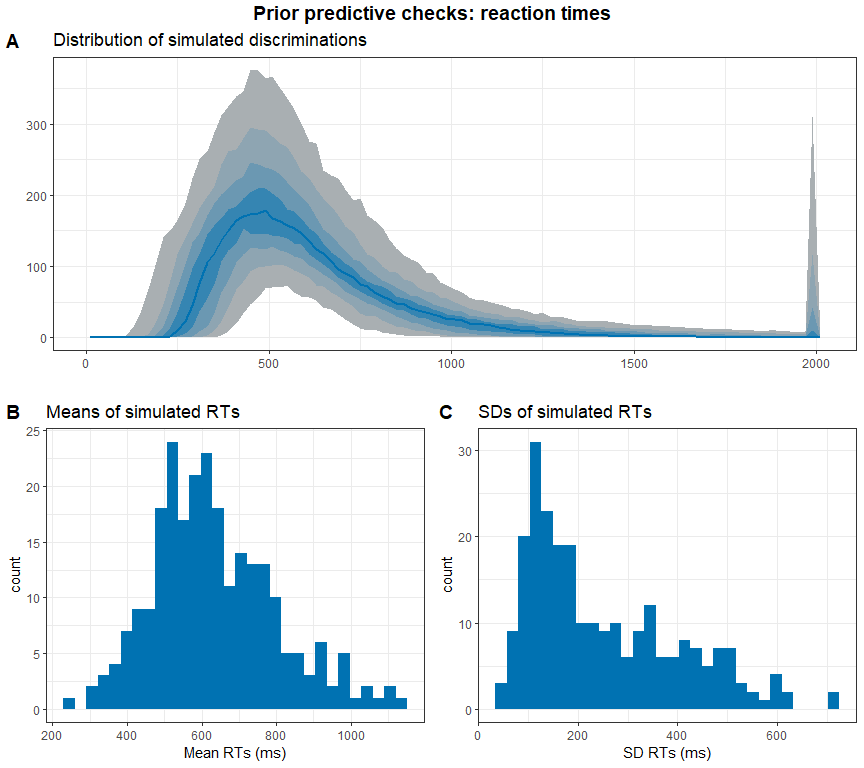 Prior predictive checks: reaction times
A
Distribution of simulated discriminations
300
200
100
0
0 500 1000 1500 2000
B
Means of simulated RTs
25
20
15
10
5
0
count
200 400 600 800 1000
Mean RTs (ms)
C
SDs of simulated RTs
30
20
10
0
count
0 200 400 600
SD RTs (ms)